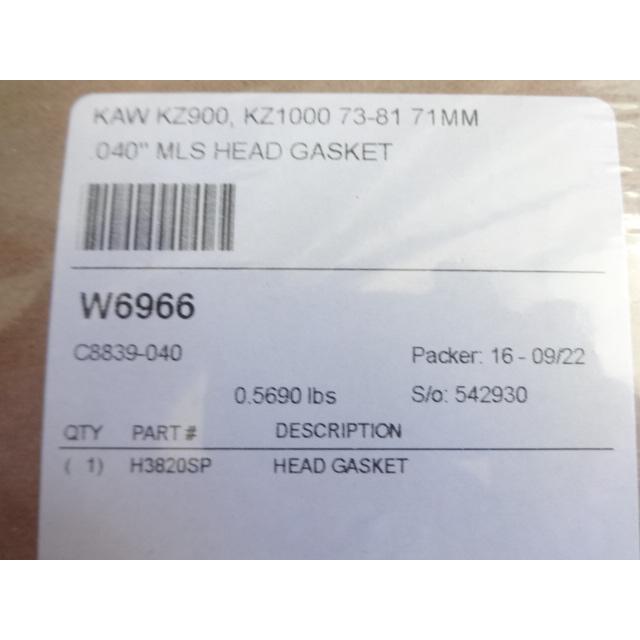 KAW KZ900, KZ1000 73-81 71MM
.040" MLS HEAD GASKET
W6966
C8839-040 Packer: 16 - 09/22
0.5690 lbs S/o: 542930
QTY PART # DESCRIPTION
( 1) H3820SP HEAD GASKET